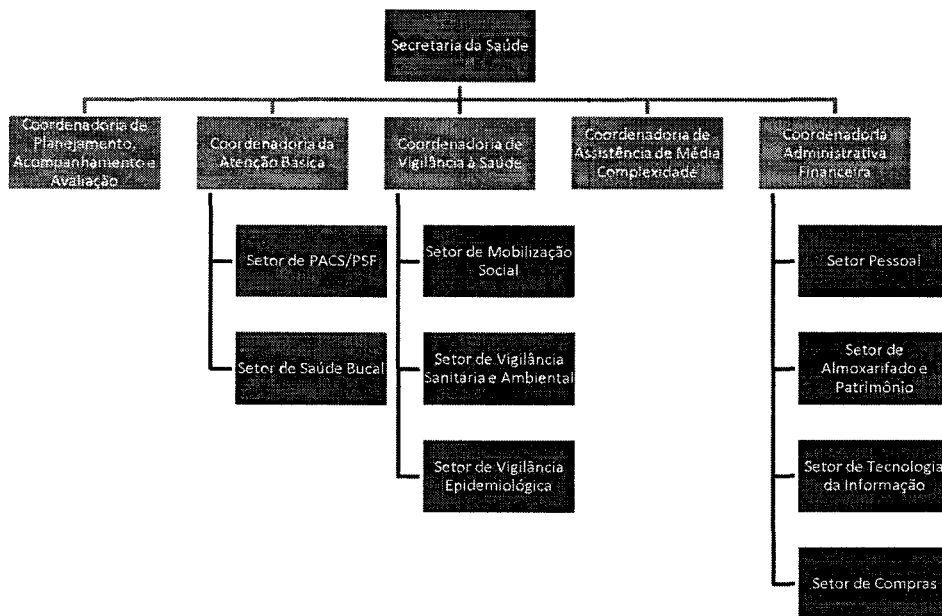 Secretaria da Saúde
Coordenadoria de
Planejamento,
Acompanhamento e
Avaliação
Coordenadoria da
Atenção Básica
Coordenadoria de
Vigilância à Saúde
Coordenadoria de
Assistência de Média
Complexidade
Coordenadoria
Administrativa
Financeira
Setor de PACS/PSF
Setor de Saúde Bucal
Setor de Mobilização
Social
Setor de Vigilância
Sanitária e Ambiental
Setor de Vigilância
Epidemiológica
Setor Pessoal
Setor de
Almoxarifado e
Patrimônio
Setor de Tecnologia
da Informação
Setor de Compras